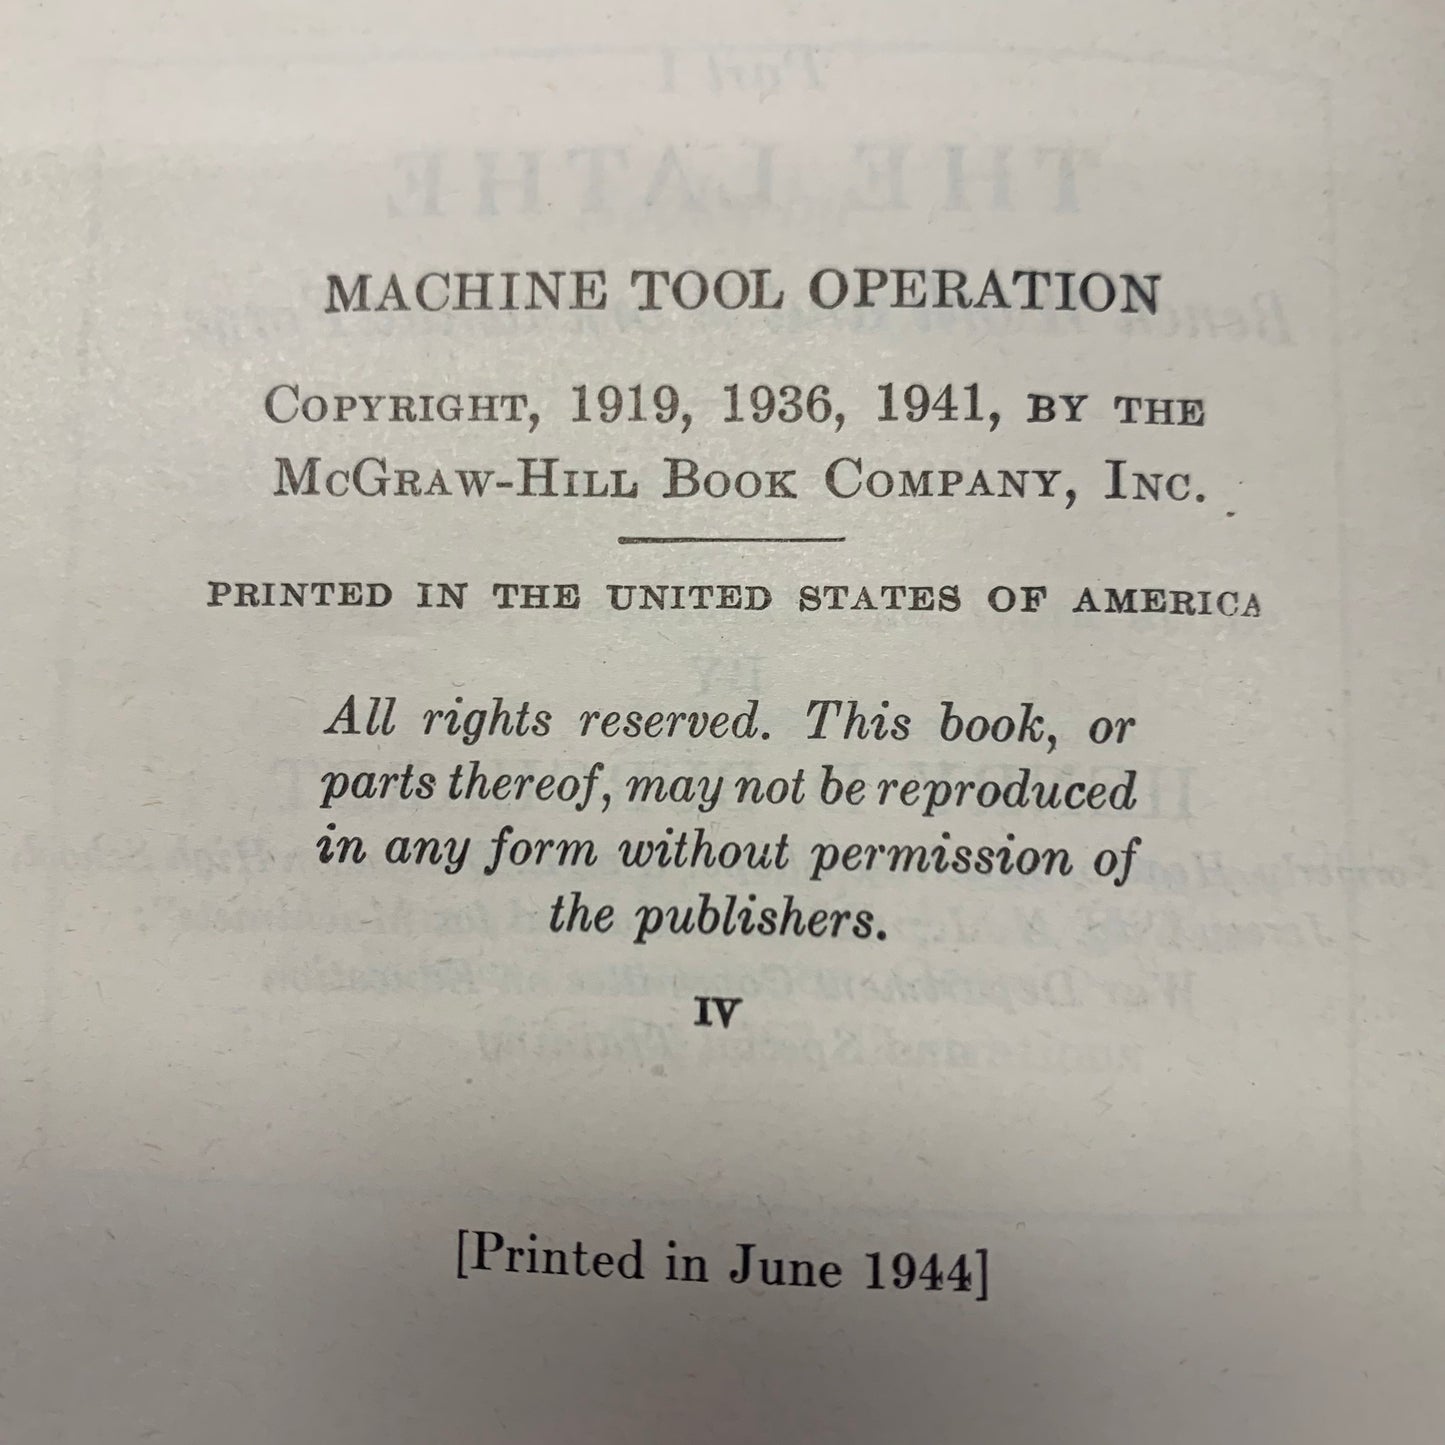 MACHINE TOOL OPERATION
COPYRIGHT, 1919, 1936, 1941, BY THE
MCGRAW-HILL BOOK COMPANY, INC.
PRINTED IN THE UNITED STATES OF AMERICA
All rights reserved. This book, or
parts thereof, may not be reproduced
in any form without permission of
the publishers.
IV
[Printed in June 1944]